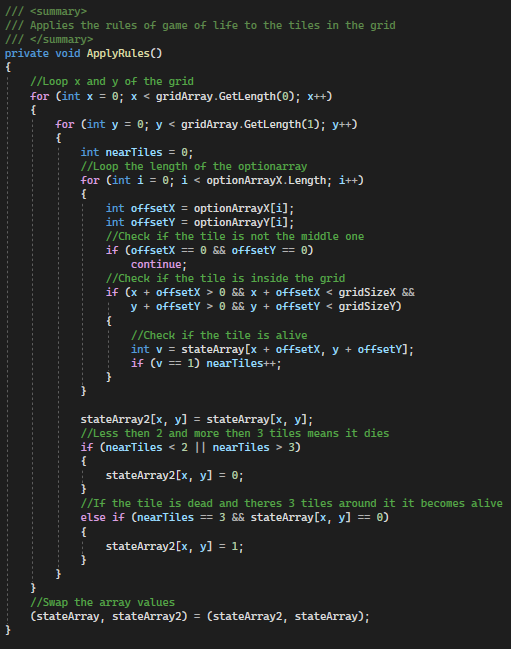 /// <summary>
/// Applies the rules of game of life to the tiles in the grid
/// </summary>
private void ApplyRules()
{
    //Loop x and y of the grid
    for (int x = 0; x < gridArray.GetLength(0); x++)
    {
        for (int y = 0; y < gridArray.GetLength(1); y++)
        {
            int nearTiles = 0;
            //Loop the length of the optionarray
            for (int i = 0; i < optionArrayX.Length; i++)
            {
                int offsetX = optionArrayX[i];
                int offsetY = optionArrayY[i];
                //Check if the tile is not the middle one
                if (offsetX == 0 && offsetY == 0)
                    continue;
                //Check if the tile is inside the grid
                if (x + offsetX > 0 && x + offsetX < gridSizeX &&
                    y + offsetY > 0 && y + offsetY < gridSizeY)
                {
                    //Check if the tile is alive
                    int v = stateArray[x + offsetX, y + offsetY];
                    if (v == 1) nearTiles++;
                }
            }

            stateArray2[x, y] = stateArray[x, y];
            //Less then 2 and more then 3 tiles means it dies
            if (nearTiles < 2 || nearTiles > 3)
            {
                stateArray2[x, y] = 0;
            }
            //If the tile is dead and theres 3 tiles around it it becomes alive
            else if (nearTiles == 3 && stateArray[x, y] == 0)
            {
                stateArray2[x, y] = 1;
            }
        }
    }
    //Swap the array values
    (stateArray, stateArray2) = (stateArray2, stateArray);
}